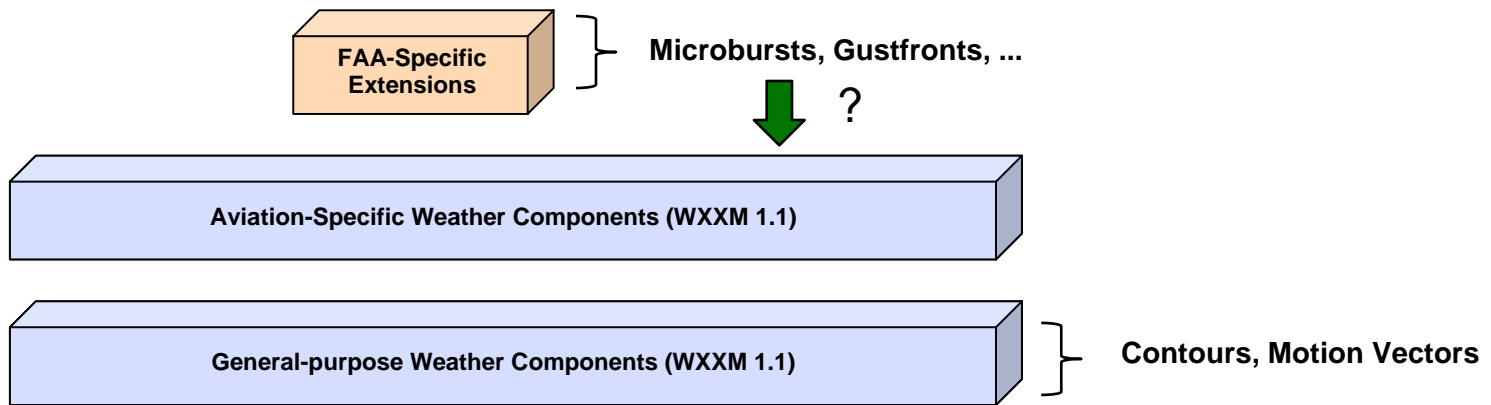 FAA-Specific
Extensions
Microbursts, Gustfronts, ...
?
Aviation-Specific Weather Components (WXXM 1.1)
General-purpose Weather Components (WXXM 1.1)
Contours, Motion Vectors